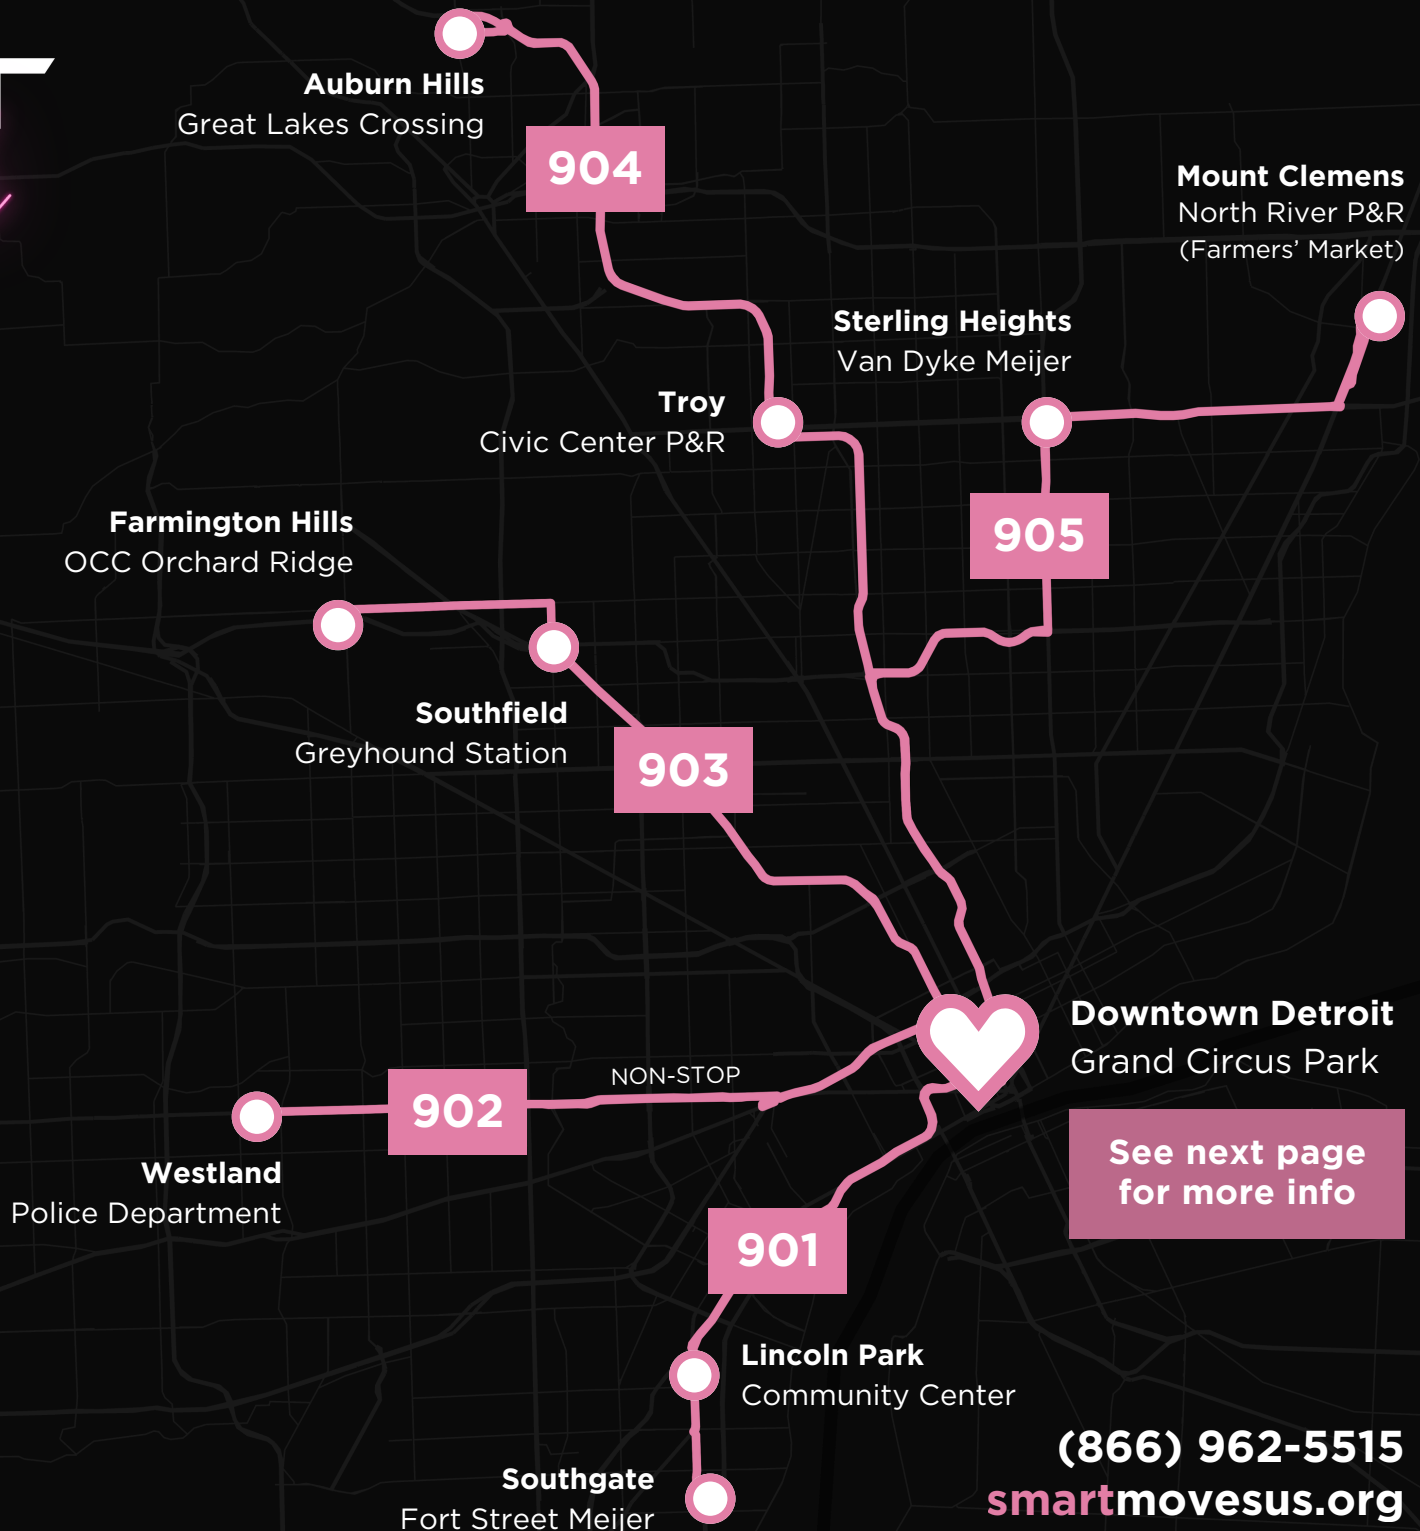 Auburn Hills
Great Lakes Crossing
904
Mount Clemens
North River P&R
(Farmers’ Market)
Sterling Heights
Van Dyke Meijer
Troy
Civic Center P&R
905
Farmington Hills
OCC Orchard Ridge
Southfield
Greyhound Station
903
Downtown Detroit
Grand Circus Park
NON-STOP
902
See next page
for more info
Westland
Police Department
901
Lincoln Park
Community Center
(866) 962-5515
Southgate
Fort Street Meijer
smartmovesus.org